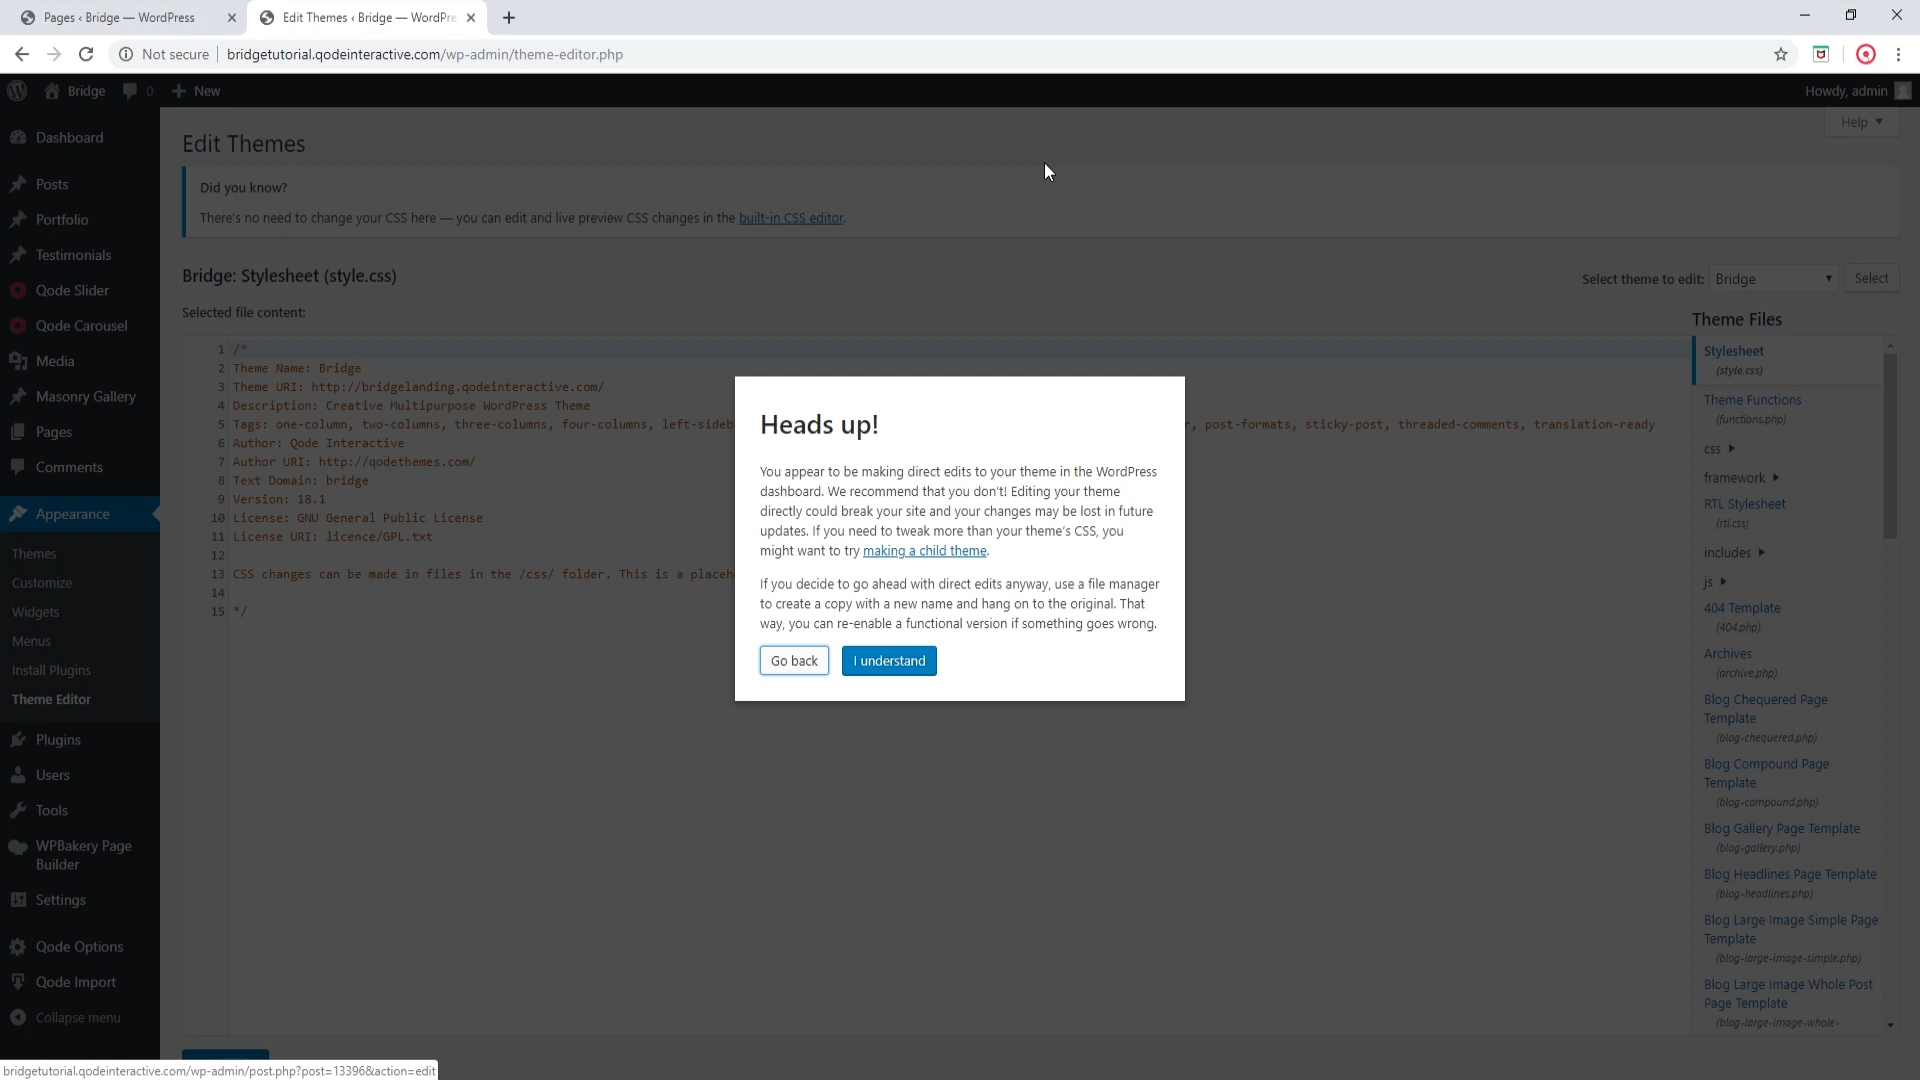 Pages ‹ Bridge — WordPress
Edit Themes ‹ Bridge — WordPre
Not secure
bridgetutorial.qodeinteractive.com/wp-admin/theme-editor.php
Bridge
0
New
Howdy, admin
Help
Dashboard
Posts
Portfolio
Testimonials
Qode Slider
Qode Carousel
Media
Masonry Gallery
Pages
Comments
Appearance
Themes
Customize
Widgets
Menus
Install Plugins
Theme Editor
Plugins
Users
Tools
WPBakery Page
Builder
Settings
Qode Options
Qode Import
Collapse menu
Edit Themes
Did you know?
There's no need to change your CSS here — you can edit and live preview CSS changes in the built-in CSS editor.
Bridge: Stylesheet (style.css)
Select theme to edit: Bridge Select
Selected file content:
1 /*
2 Theme Name: Bridge
3 Theme URI: http://bridgelanding.qodeinteractive.com/
4 Description: Creative Multipurpose WordPress Theme
5 Tags: one-column, two-columns, three-columns, four-columns, left-sideb r, post-formats, sticky-post, threaded-comments, translation-ready
6 Author: Qode Interactive
7 Author URI: http://qodethemes.com/
8 Text Domain: bridge
9 Version: 18.1
10 License: GNU General Public License
11 License URI: licence/GPL.txt
12
13 CSS changes can be made in files in the /css/ folder. This is a placeh
14
15 */
Heads up!
You appear to be making direct edits to your theme in the WordPress
dashboard. We recommend that you don't! Editing your theme
directly could break your site and your changes may be lost in future
updates. If you need to tweak more than your theme's CSS, you
might want to try making a child theme.
If you decide to go ahead with direct edits anyway, use a file manager
to create a copy with a new name and hang on to the original. That
way, you can re-enable a functional version if something goes wrong.
Go back
I understand
Theme Files
Stylesheet
(style.css)
Theme Functions
(functions.php)
css
framework
RTL Stylesheet
(rtl.css)
includes
js
404 Template
(404.php)
Archives
(archive.php)
Blog Chequered Page
Template
(blog-chequered.php)
Blog Compound Page
Template
(blog-compound.php)
Blog Gallery Page Template
(blog-gallery.php)
Blog Headlines Page Template
(blog-headlines.php)
Blog Large Image Simple Page
Template
(blog-large-image-simple.php)
Blog Large Image Whole Post
Page Template
(blog-large-image-whole-
bridgetutorial.qodeinteractive.com/wp-admin/post.php?post=13396&action=edit